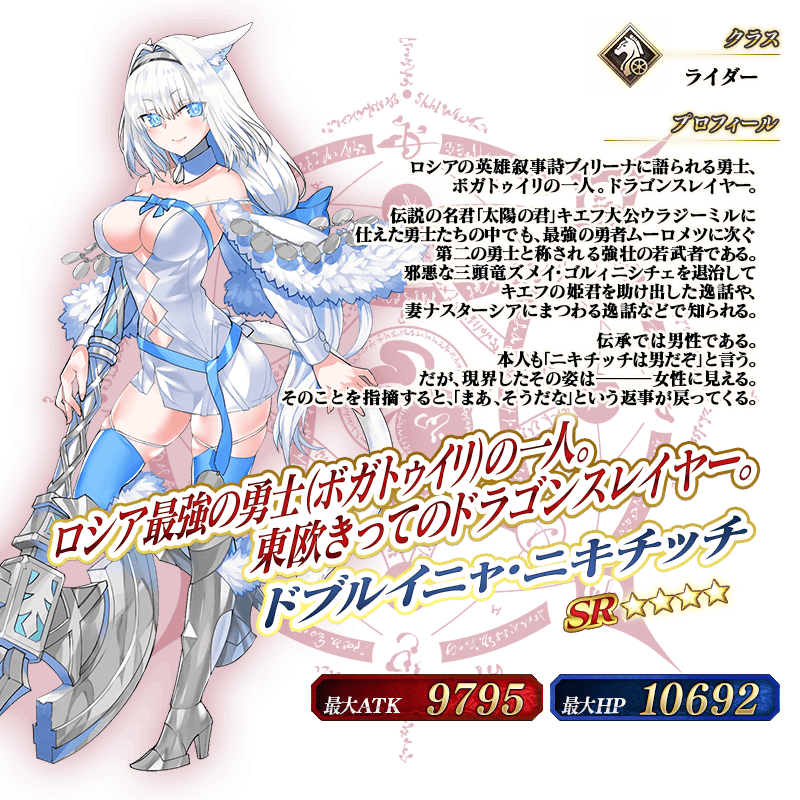 クラス
ライダー
プロフィール
ロシアの英雄叙事詩ブィリーナに語られる勇士、
ボガトゥイリの一人。ドラゴンスレイヤー。
伝説の名君「太陽の君」キエフ大公ウラジーミルに
仕えた勇士たちの中でも、最強の勇者ムーロメツに次ぐ
第二の勇士と称される強壮の若武者である。
邪悪な三頭竜ズメイ・ゴルィニシチェを退治して
キエフの姫君を助け出した逸話や、
妻ナスターシアにまつわる逸話などで知られる。
伝承では男性である。
本人も「ニキチッチは男だぞ」と言う。
だが、現界したその姿は―――女性に見える。
そのことを指摘すると、「まあ、そうだな」という返事が戻ってくる。
ロシア最強の勇士(ボガトゥイリ)の一人。
東欧きってのドラゴンスレイヤー。
ドブルイニャ・ニキチッチ
SR
最大ATK 9795
最大HP 10692